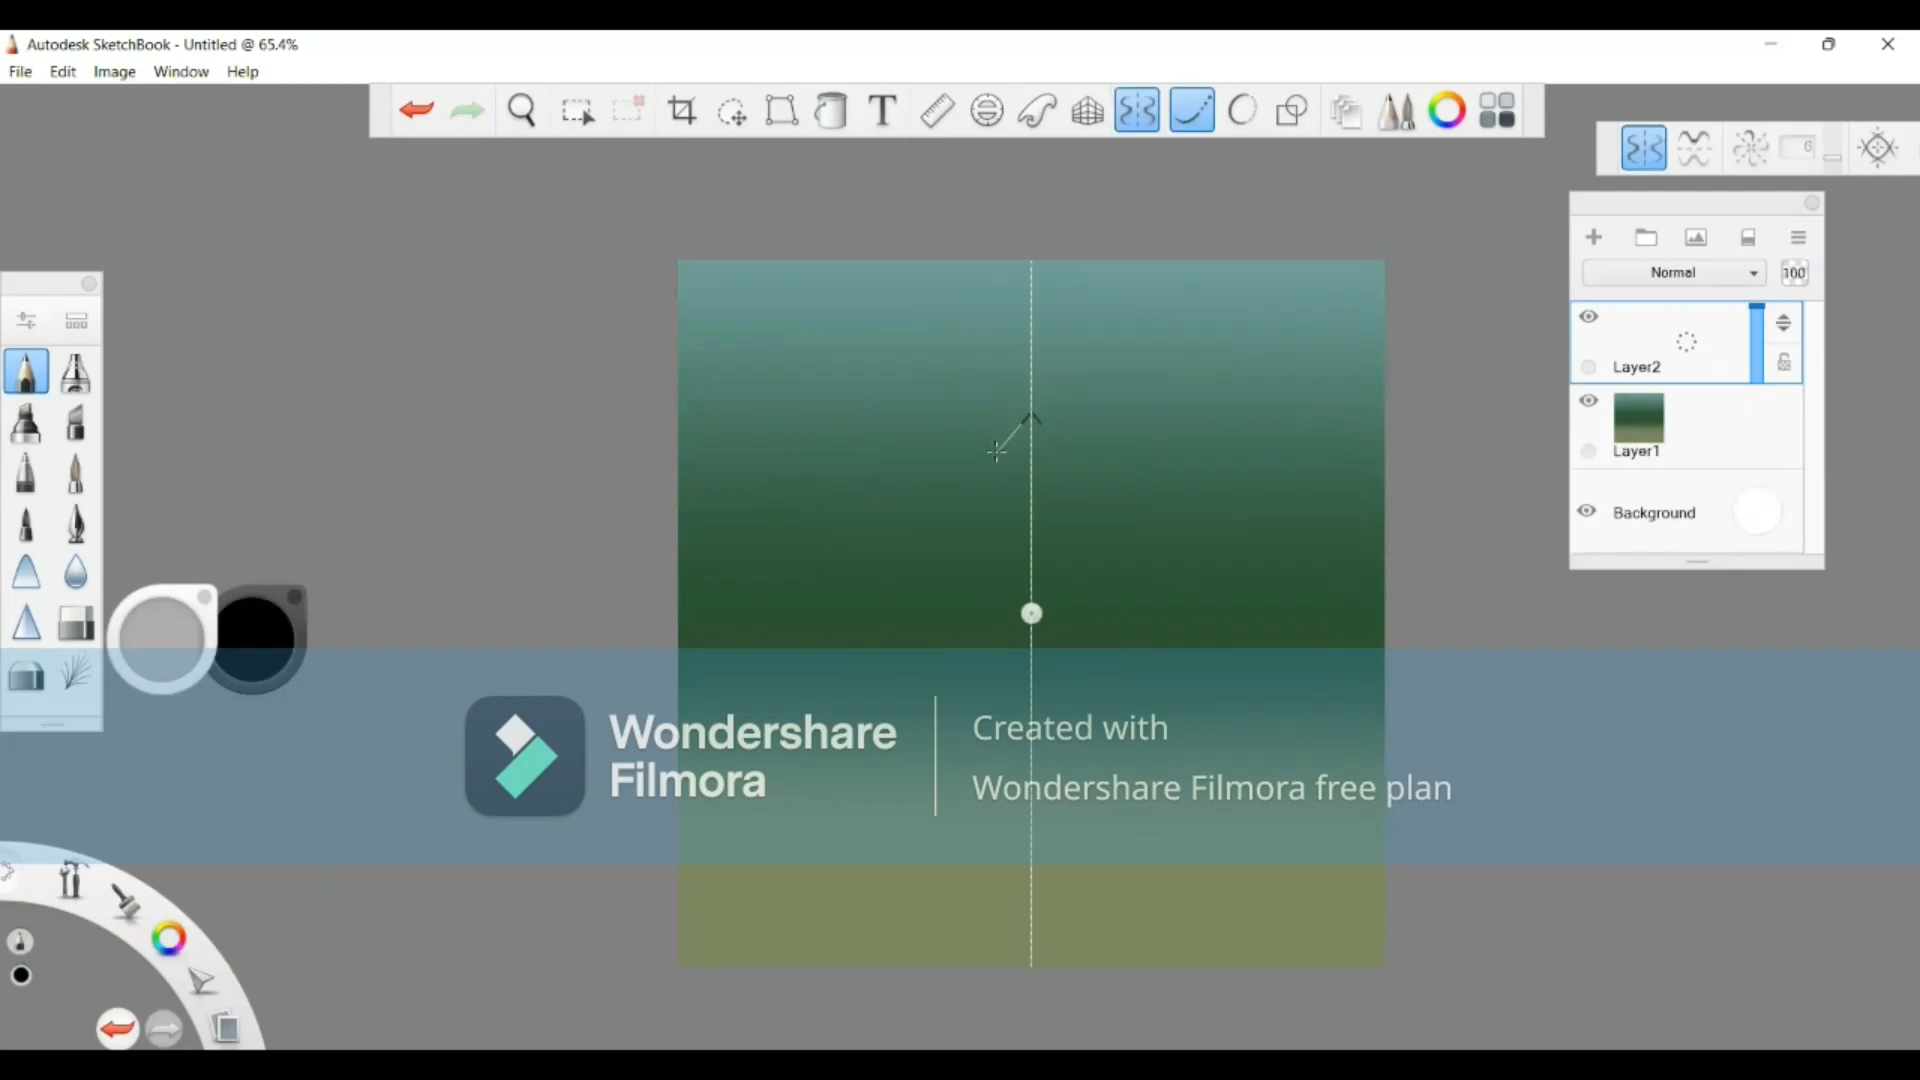 Autodesk SketchBook - Untitled @ 65.4%
File Edit Image Window Help
T
6
Normal 100
Layer2
Layer1
Background
Wondershare
Filmora
Created with
Wondershare Filmora free plan